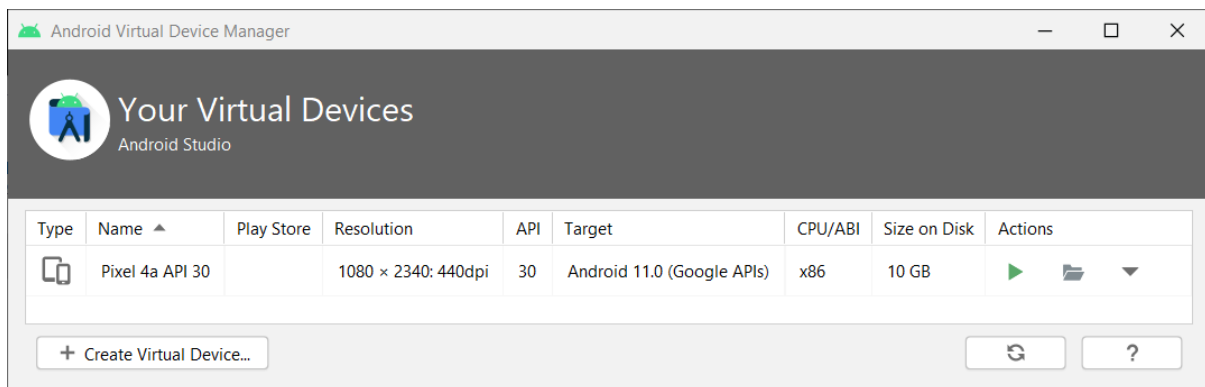 Android Virtual Device Manager
Your Virtual Devices
Android Studio
Type Name Play Store Resolution API Target CPU/ABI Size on Disk Actions
Pixel 4a API 30 1080 × 2340: 440dpi 30 Android 11.0 (Google APIs) x86 10 GB
+ Create Virtual Device... ?